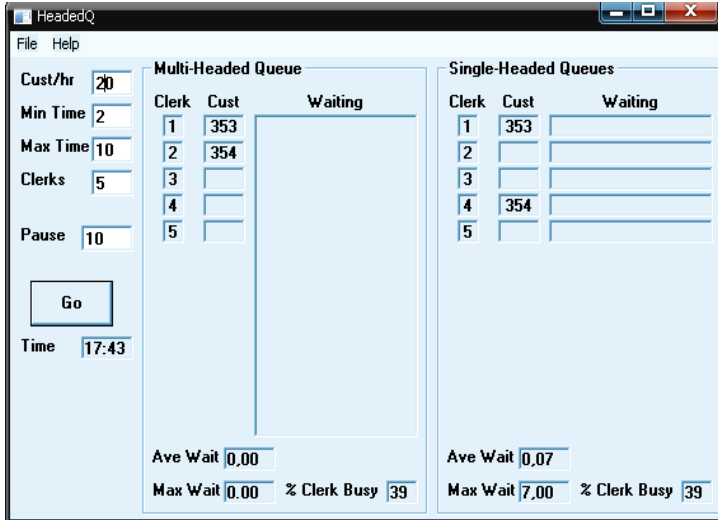 HeadedQ
File Help
Cust/hr 20
Min Time 2
Max Time 10
Clerks 5
Pause 10
Go
Time 17:43
Multi-Headed Queue
Clerk Cust Waiting
1 353
2 354
3
4
5
Ave Wait 0,00
Max Wait 0.00 % Clerk Busy 39
Single-Headed Queues
Clerk Cust Waiting
1 353
2
3
4 354
5
Ave Wait 0,07
Max Wait 7,00 % Clerk Busy 39